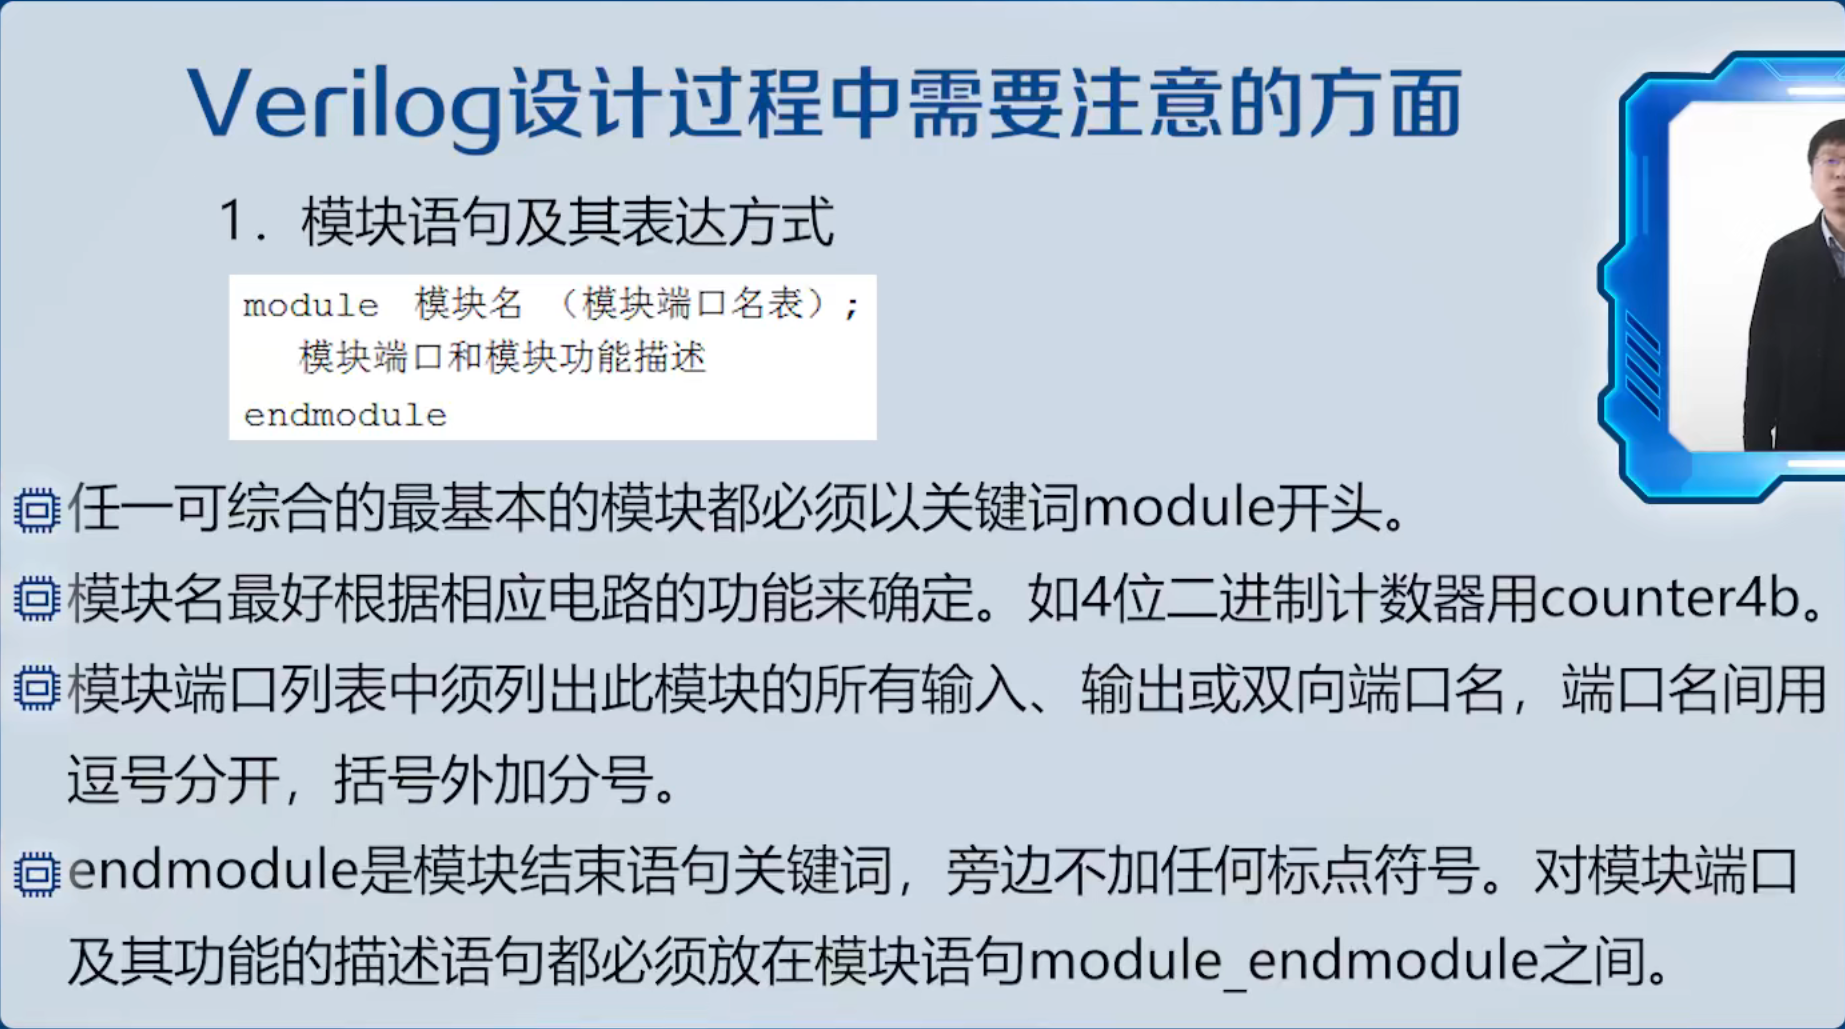 Verilog设计过程中需要注意的方面
1. 模块语句及其表达方式
module 模块名 （模块端口名表）;
模块端口和模块功能描述
endmodule
任一可综合的最基本的模块都必须以关键词module开头。
模块名最好根据相应电路的功能来确定。如4位二进制计数器用counter4b。
模块端口列表中须列出此模块的所有输入、输出或双向端口名，端口名间用
逗号分开，括号外加分号。
endmodule是模块结束语句关键词，旁边不加任何标点符号。对模块端口
及其功能的描述语句都必须放在模块语句module_endmodule之间。